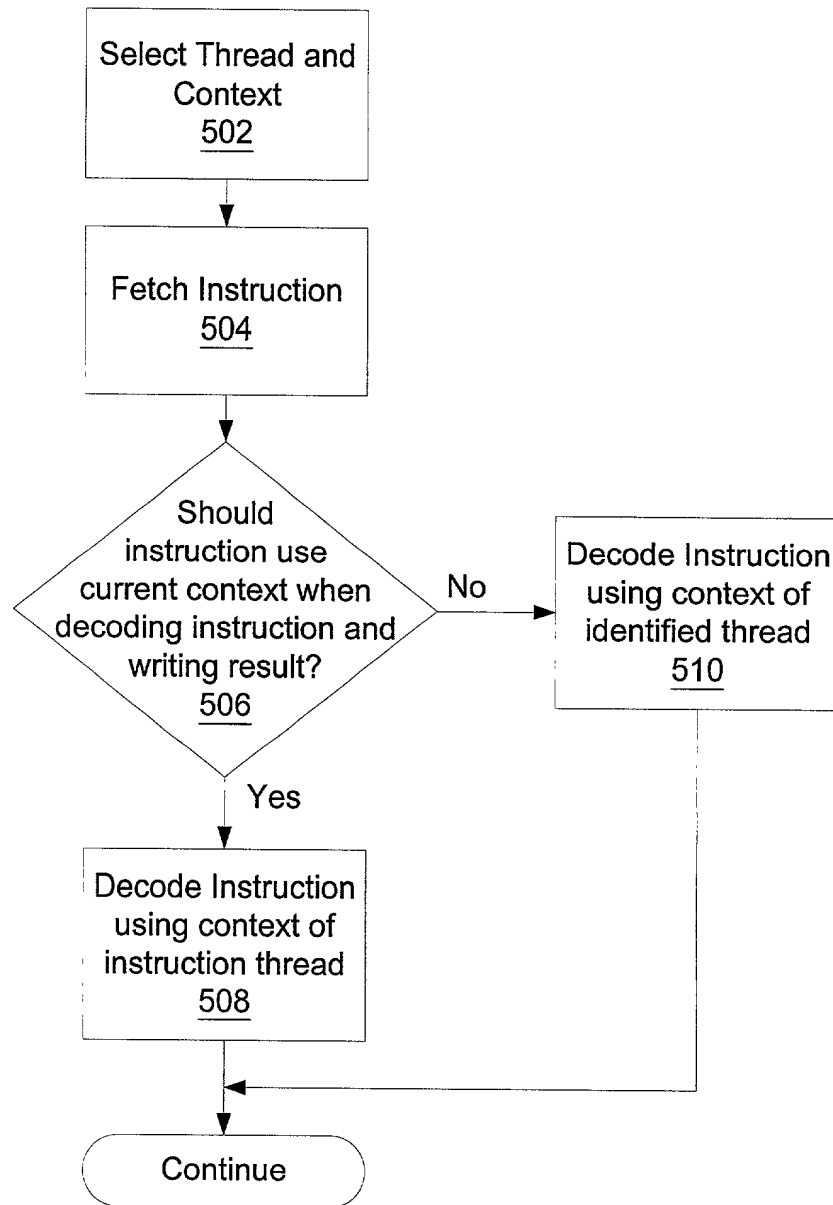 Select Thread and
Context
502
Fetch Instruction
504
Should
instruction use
current context when
decoding instruction and
writing result?
506
No
Decode Instruction
using context of
identified thread
510
Yes
Decode Instruction
using context of
instruction thread
508
Continue